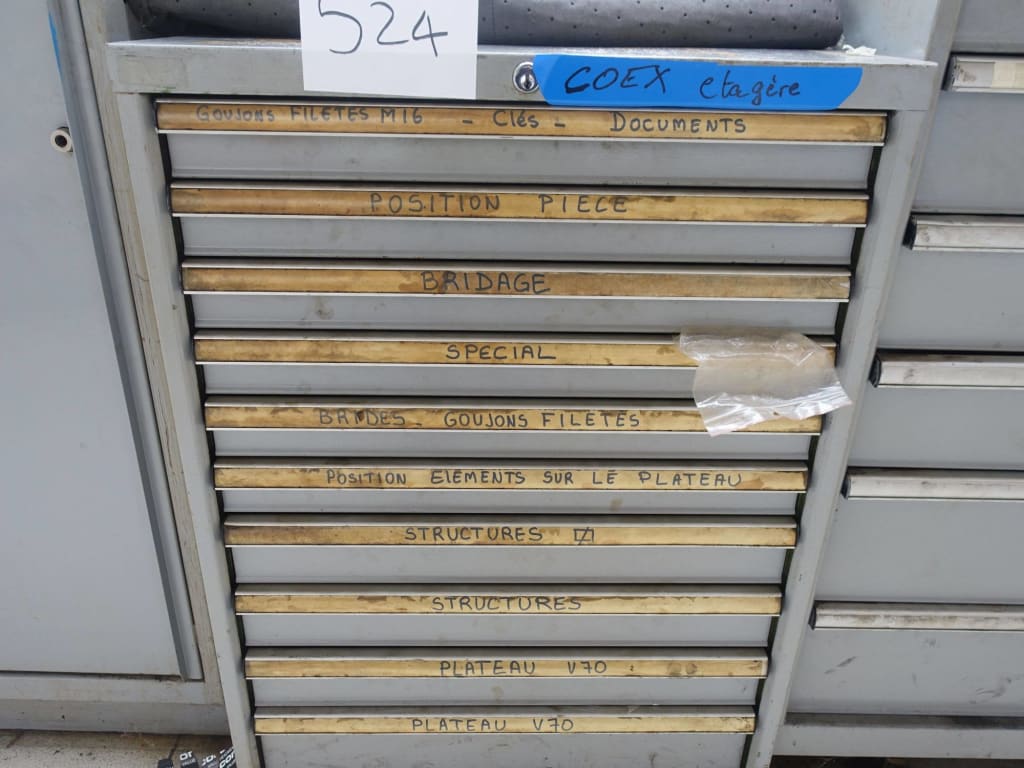 524
COEX etagère
GOUJONS FILETES M16 - Clés - DOCUMENTS
POSITION PIECE
BRIDAGE
SPECIAL
BRIDES - GOUJONS FILETES
POSITION ELEMENTS SUR LE PLATEAU
STRUCTURES
STRUCTURES
PLATEAU V70
PLATEAU V70